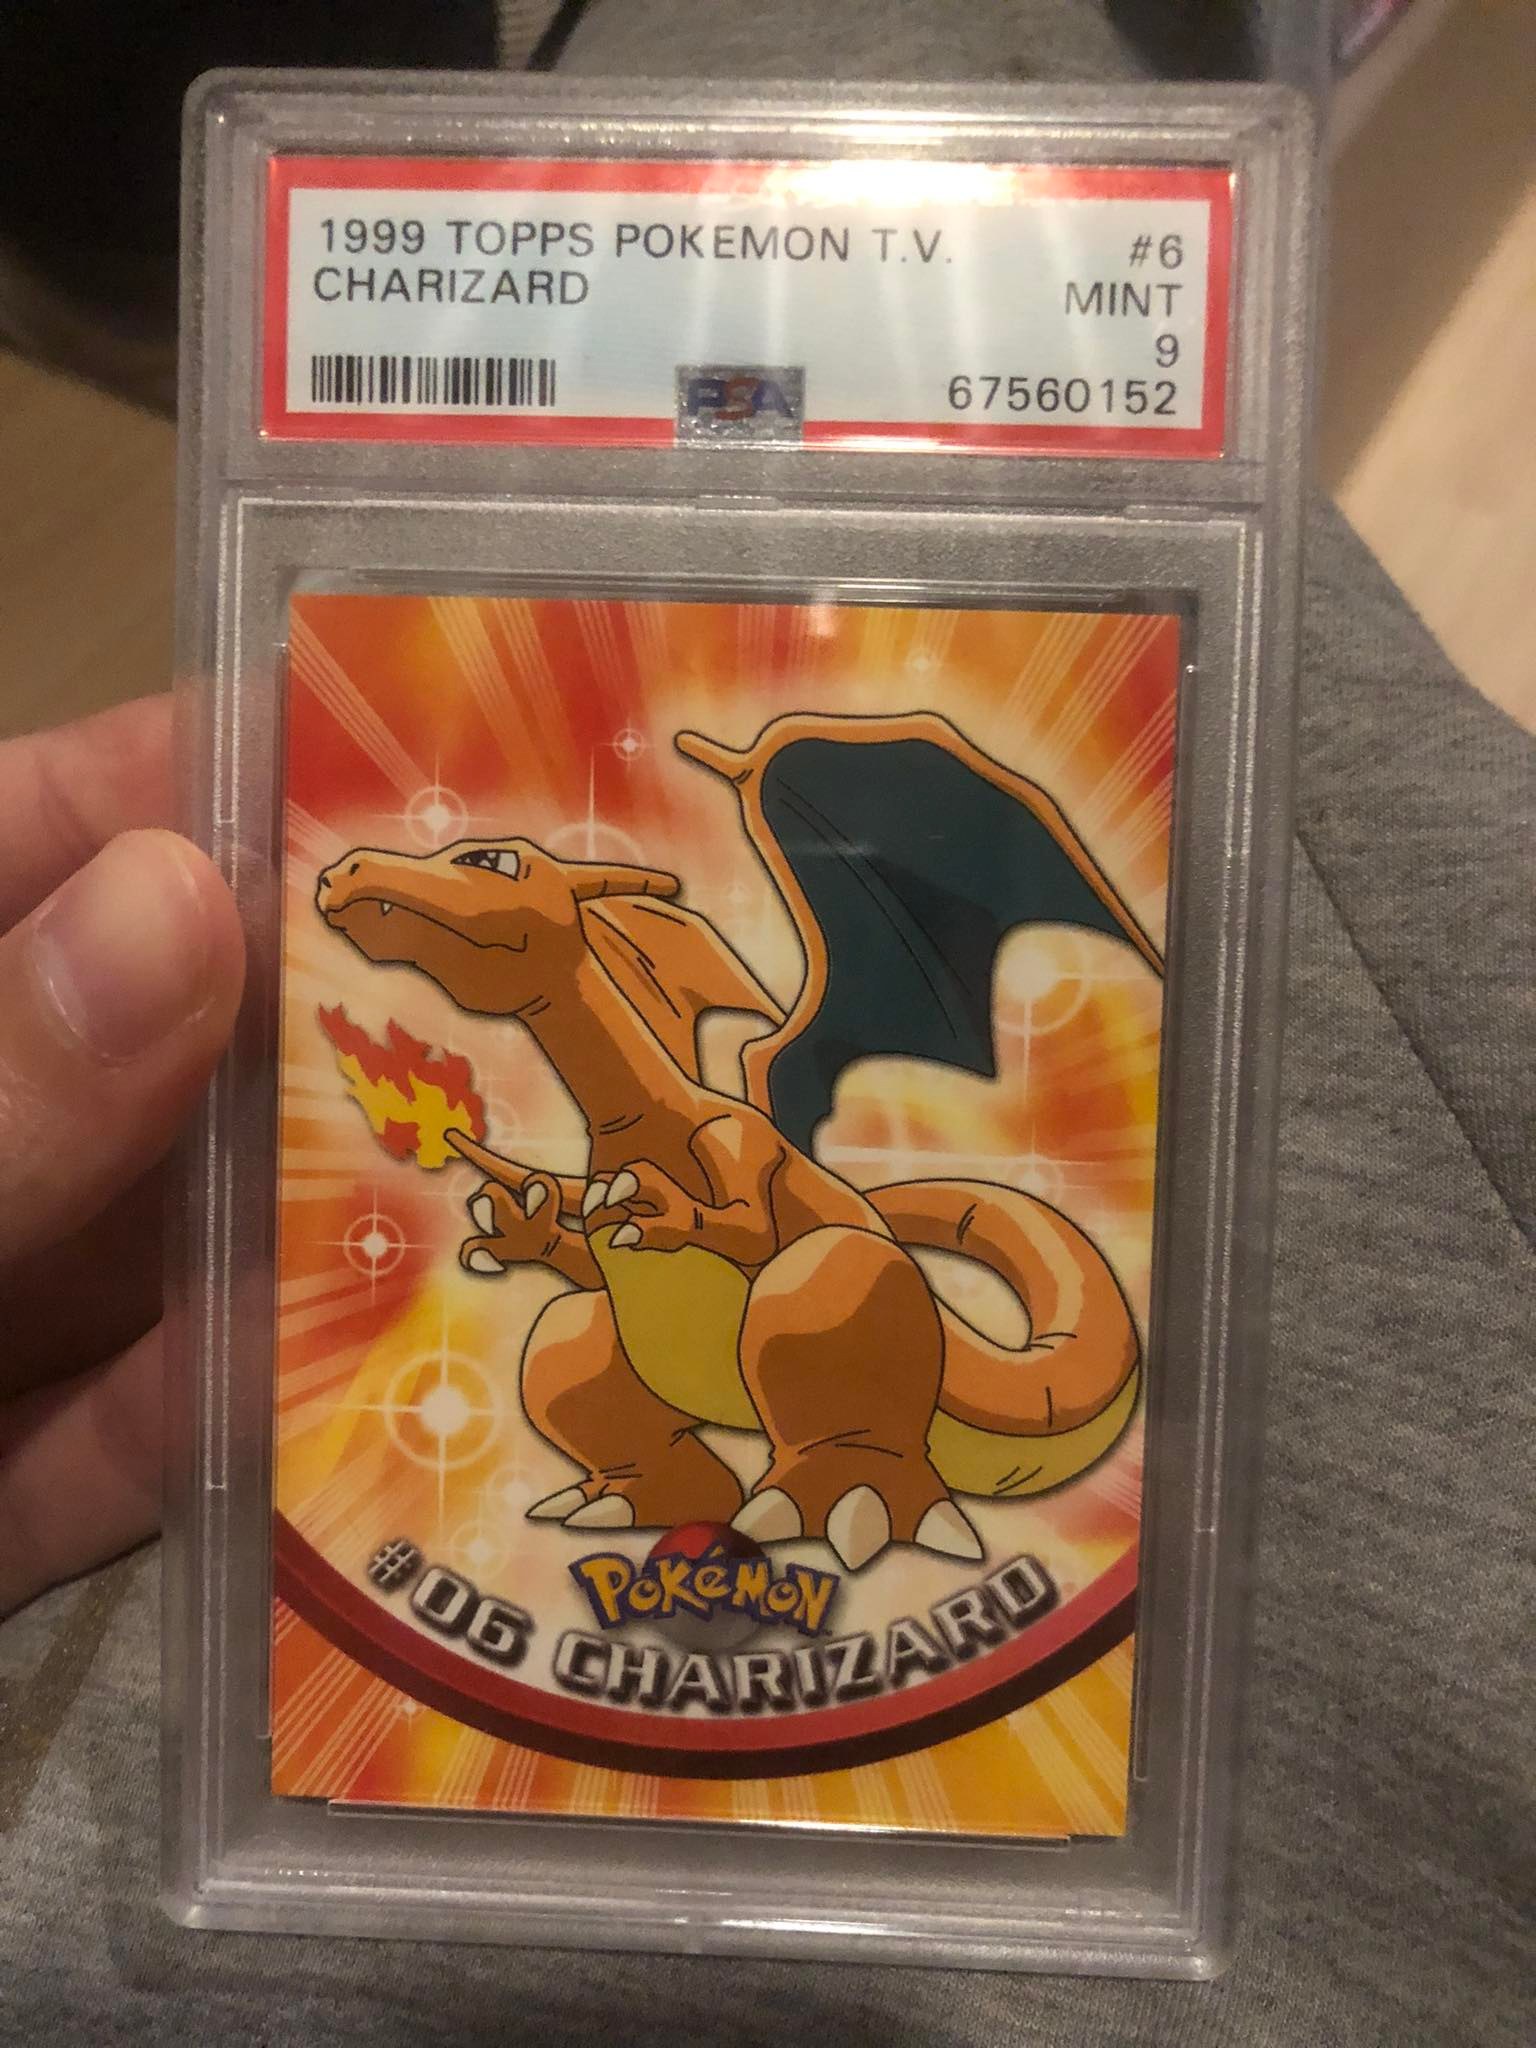 1999 TOPPS POKEMON T.V. #6
CHARIZARD MINT
9
PSA 67560152
POKéMON
#06 CHARIZARD